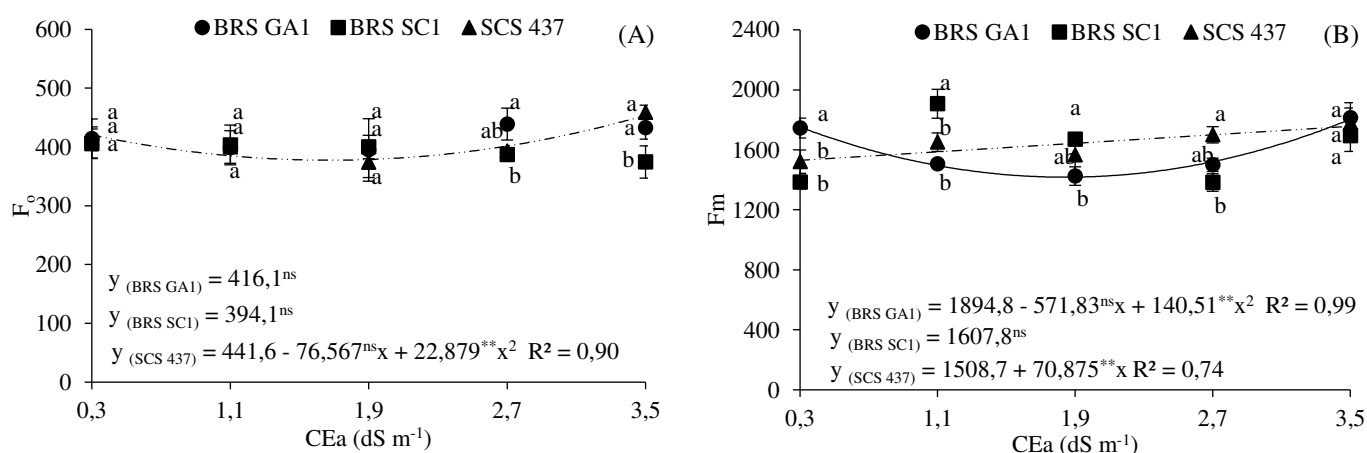 BRS GA1 BRS SC1 SCS 437 (A)
600
500
400
300
200
100
0
Fo
a a a a a
a a a ab a
a a a b b
y (BRS GA1) = 416,1ns
y (BRS SC1) = 394,1ns
y (SCS 437) = 441,6 - 76,567nsx + 22,879**x2 R² = 0,90
0,3 1,1 1,9 2,7 3,5
CEa (dS m-1)
BRS GA1 BRS SC1 SCS 437 (B)
2400
2000
1600
1200
800
400
0
Fm
a a a a a
b b ab ab a
b b b b a
y (BRS GA1) = 1894,8 - 571,83nsx + 140,51**x2 R² = 0,99
y (BRS SC1) = 1607,8ns
y (SCS 437) = 1508,7 + 70,875**x R² = 0,74
0,3 1,1 1,9 2,7 3,5
CEa (dS m-1)